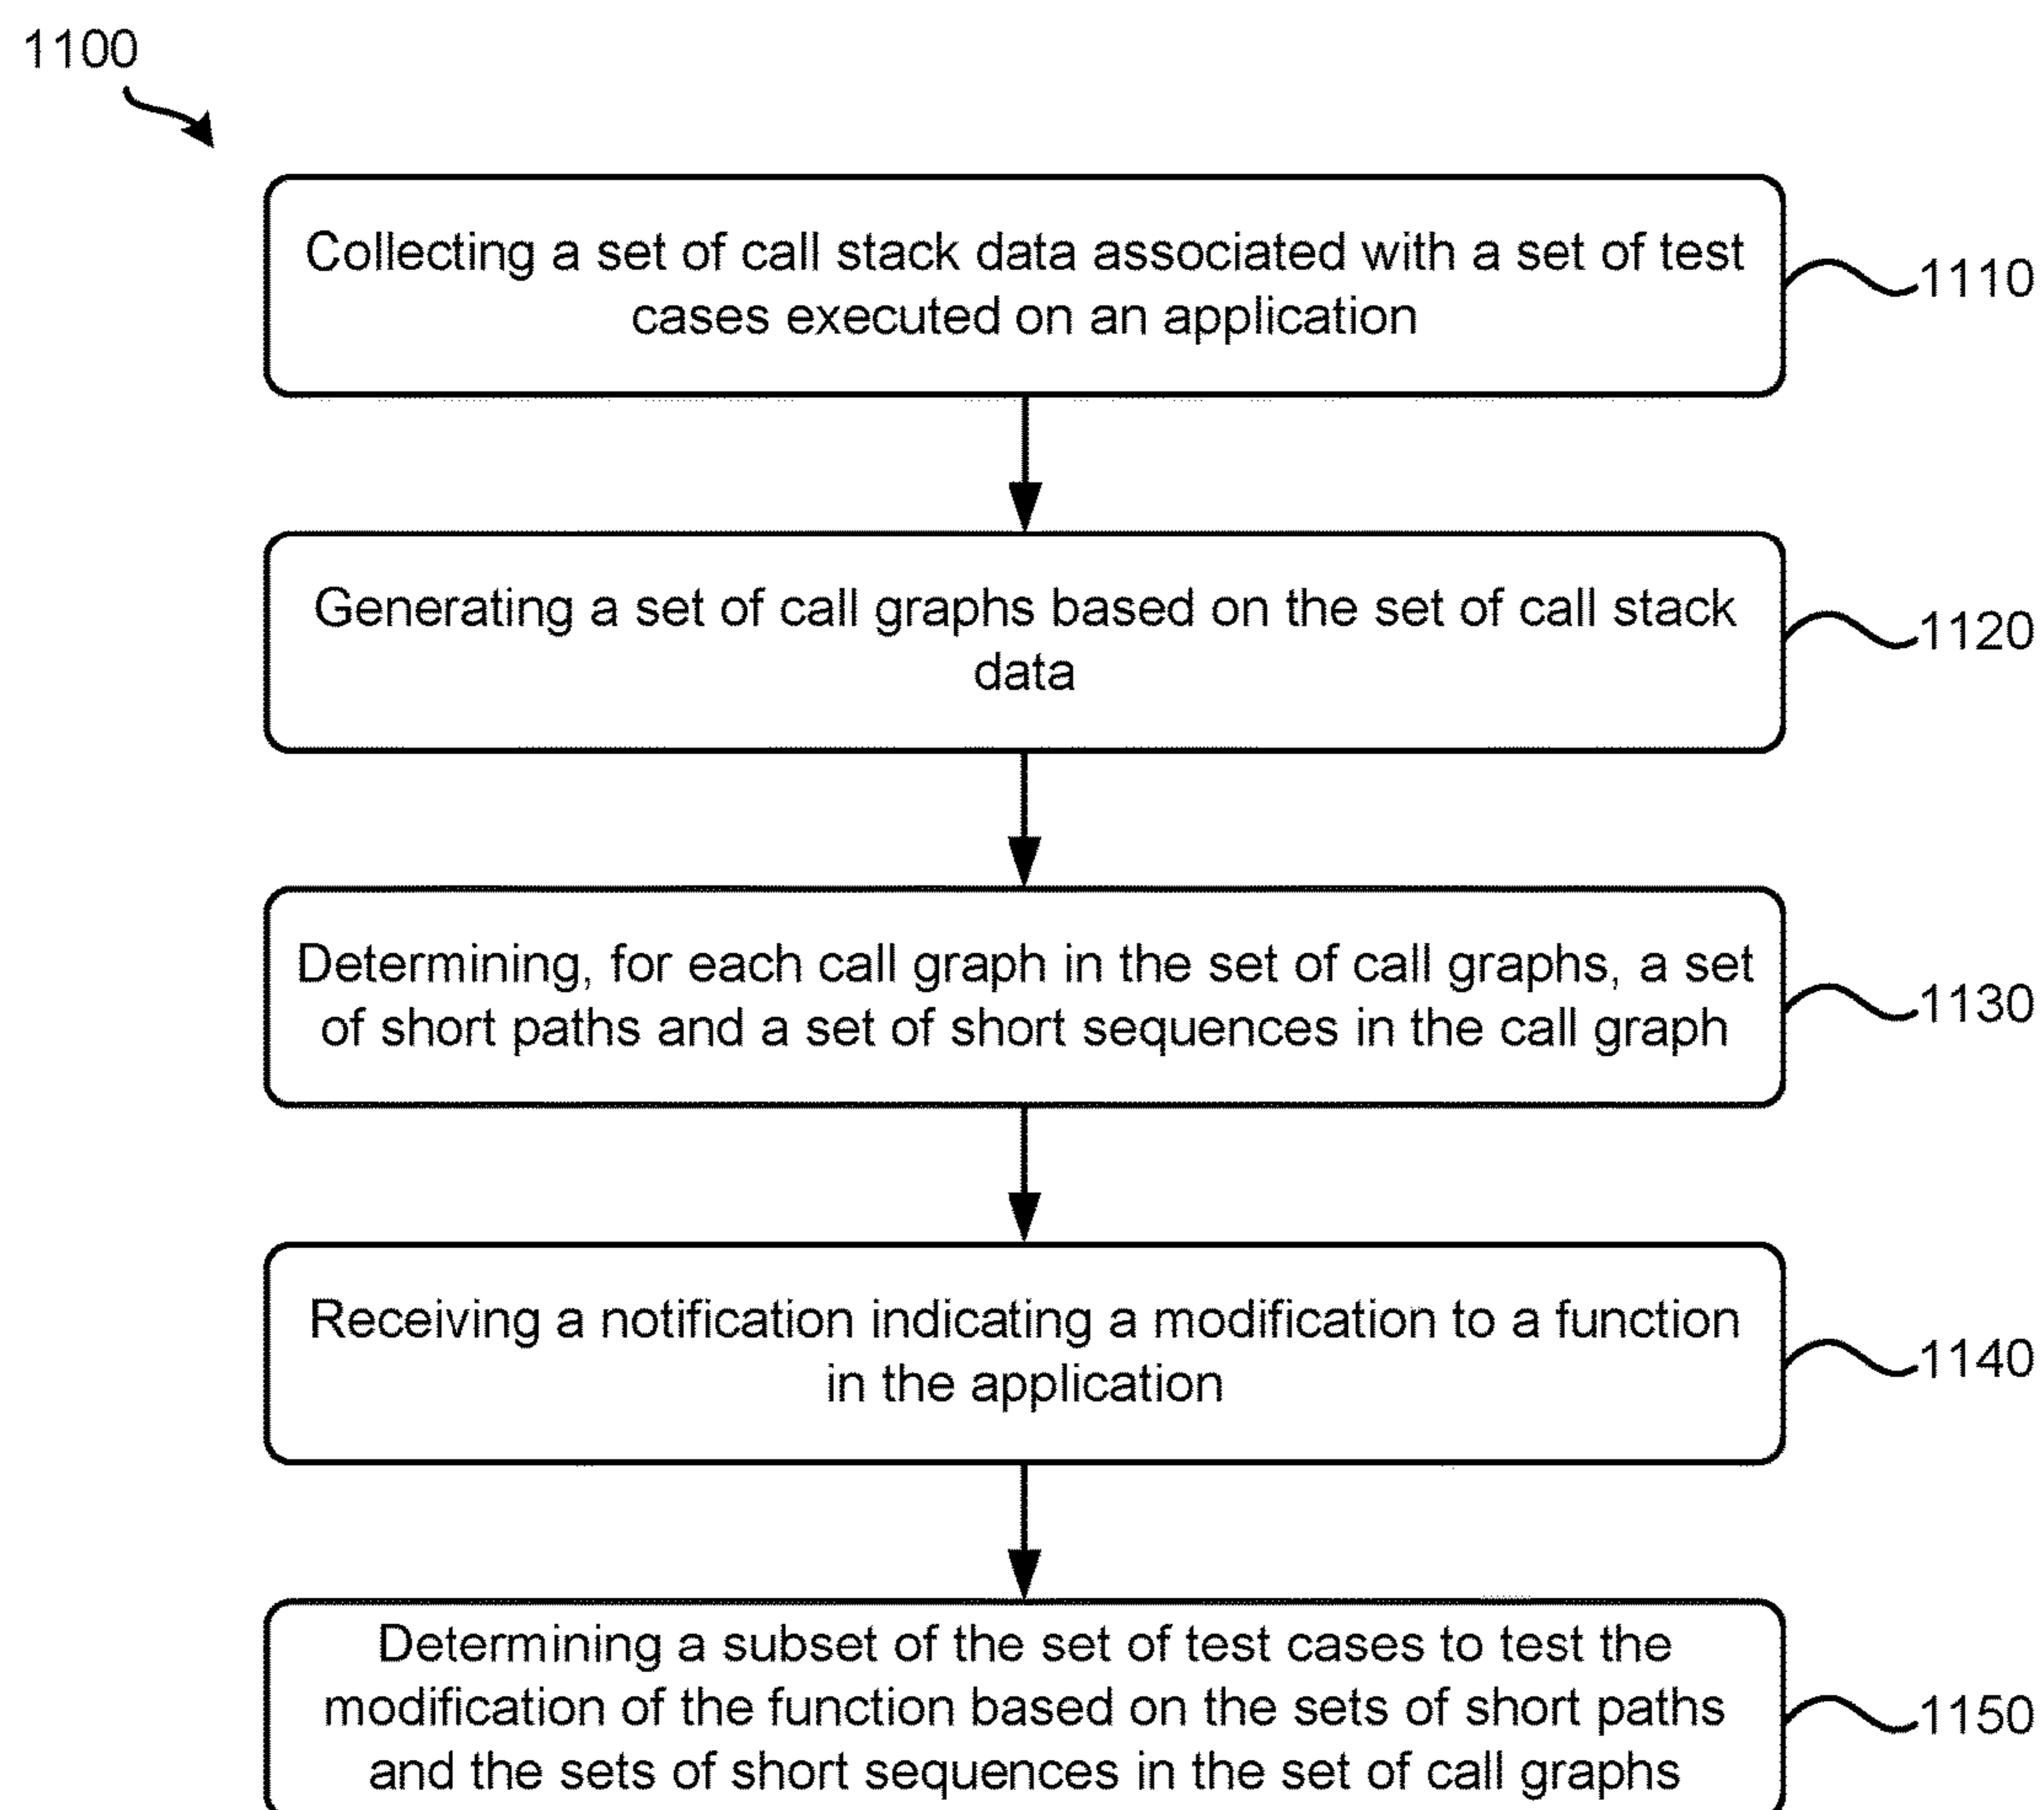 1100
Collecting a set of call stack data associated with a set of test
cases executed on an application
1110
Generating a set of call graphs based on the set of call stack
data
1120
Determining, for each call graph in the set of call graphs, a set
of short paths and a set of short sequences in the call graph
1130
Receiving a notification indicating a modification to a function
in the application
1140
Determining a subset of the set of test cases to test the
modification of the function based on the sets of short paths
and the sets of short sequences in the set of call graphs
1150